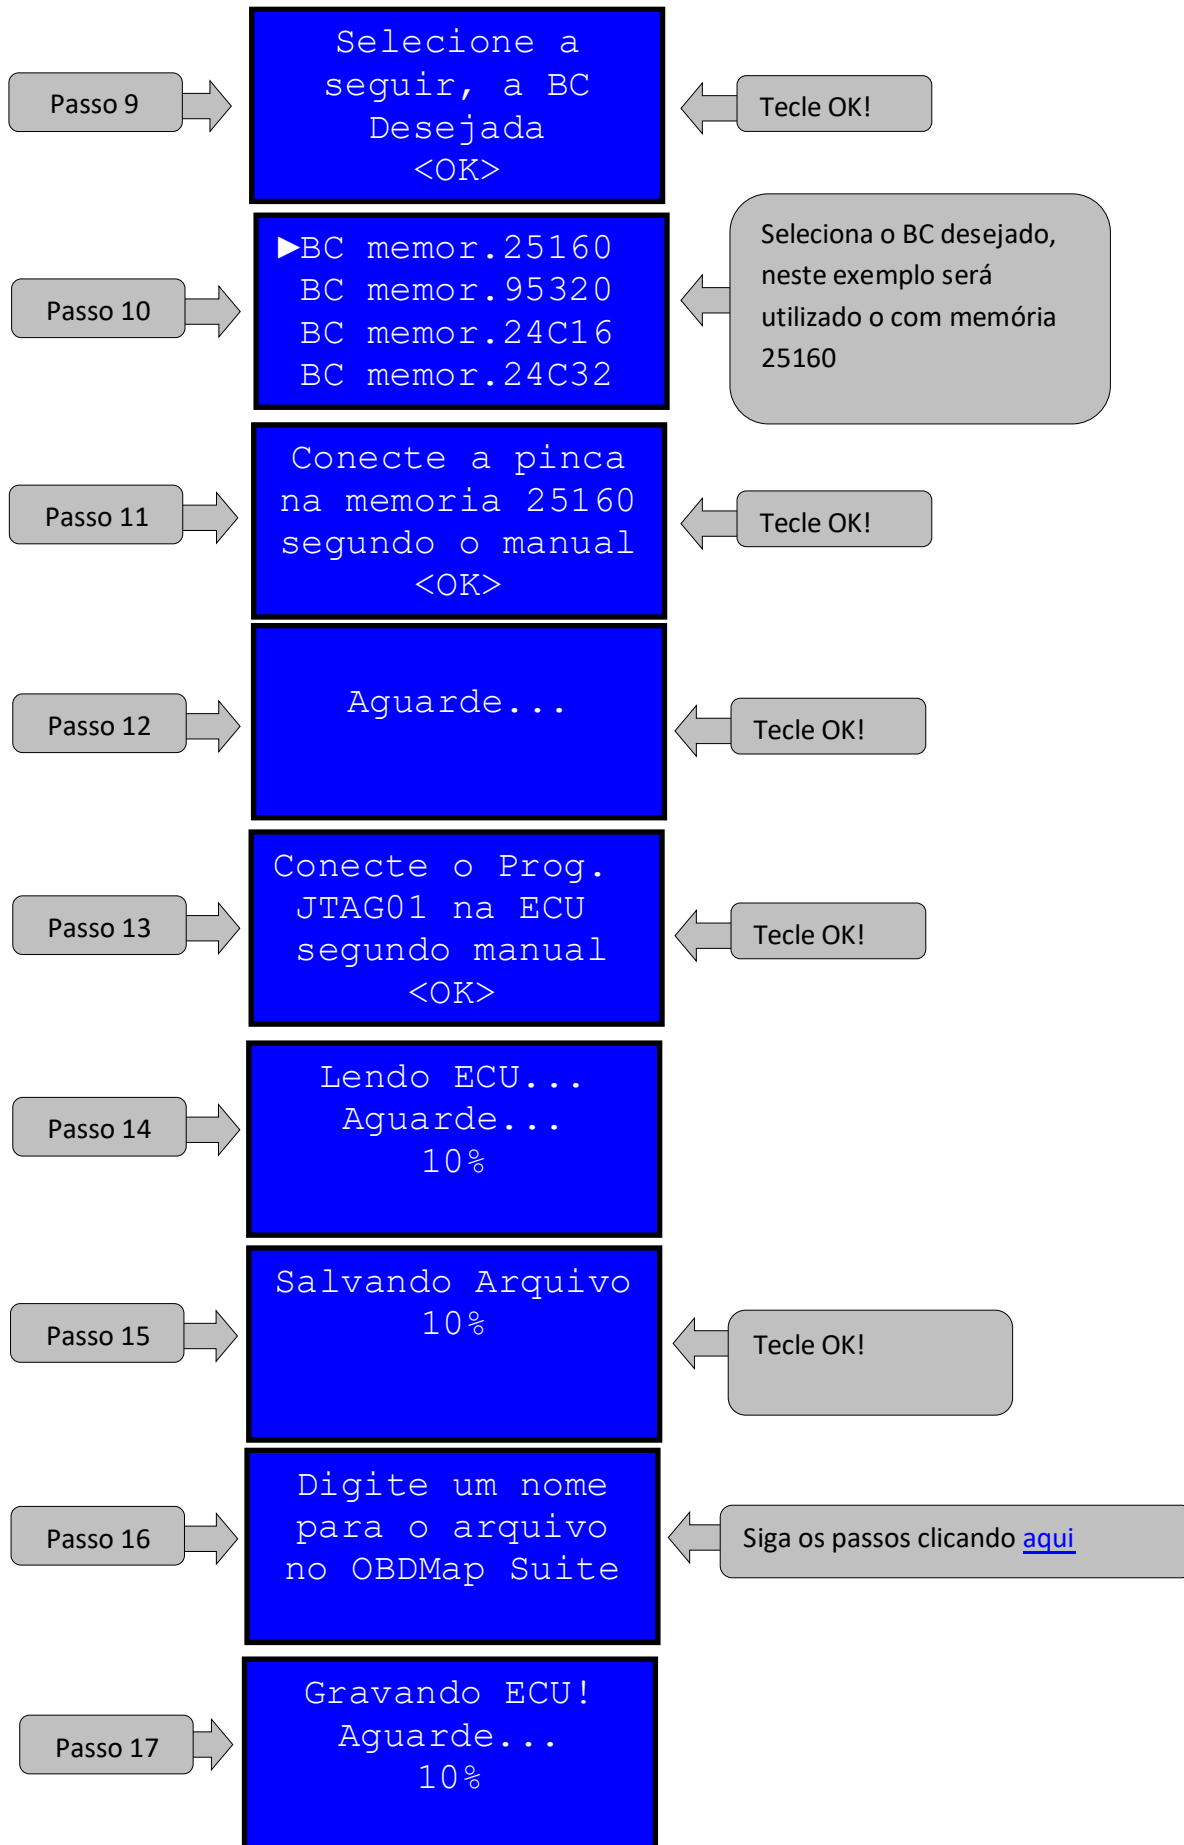 Passo 9
Selecione a
seguir, a BC
Desejada
<OK>
Tecle OK!
Passo 10
►BC memor.25160
BC memor.95320
BC memor.24C16
BC memor.24C32
Seleciona o BC desejado,
neste exemplo será
utilizado o com memória
25160
Passo 11
Conecte a pinca
na memoria 25160
segundo o manual
<OK>
Tecle OK!
Passo 12
Aguarde...
Tecle OK!
Passo 13
Conecte o Prog.
JTAG01 na ECU
segundo manual
<OK>
Tecle OK!
Passo 14
Lendo ECU...
Aguarde...
10%
Passo 15
Salvando Arquivo
10%
Tecle OK!
Passo 16
Digite um nome
para o arquivo
no OBDMap Suite
Siga os passos clicando aqui
Passo 17
Gravando ECU!
Aguarde...
10%